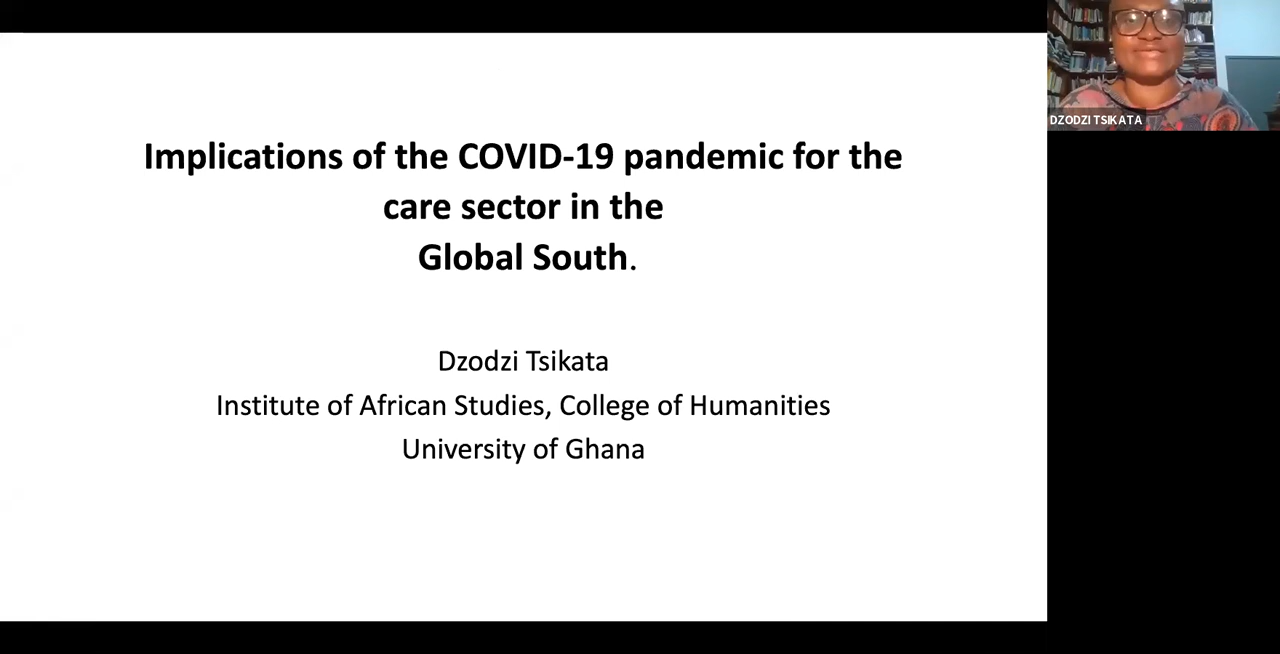 Implications of the COVID-19 pandemic for the
care sector in the
Global South.
Dzodzi Tsikata
Institute of African Studies, College of Humanities
University of Ghana
DZODZI TSIKATA